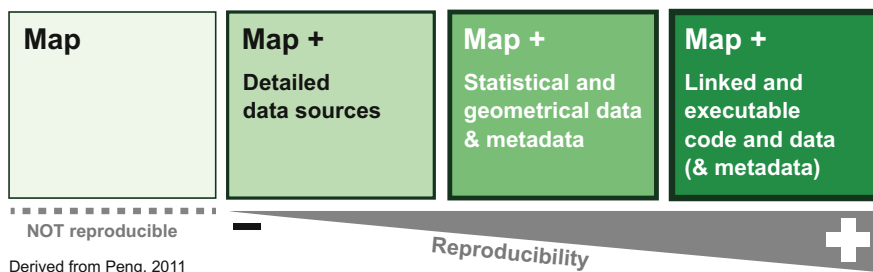 Map
Map +
Detailed
data sources
Map +
Statistical and
geometrical data
& metadata
Map +
Linked and
executable
code and data
(& metadata)
NOT reproducible
Reproducibility
Derived from Peng, 2011